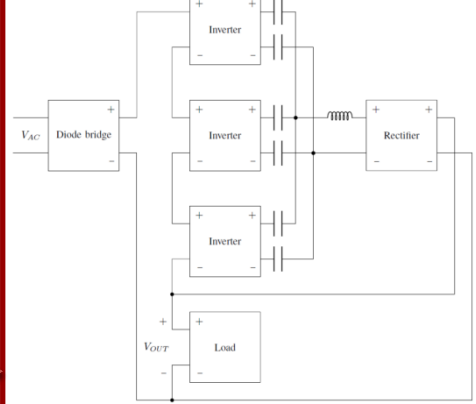 + +
Inverter
− −
+ + + + +
V_AC Diode bridge Inverter Rectifier
− − − − −
+ +
Inverter
− −
+ +
V_OUT Load
− −